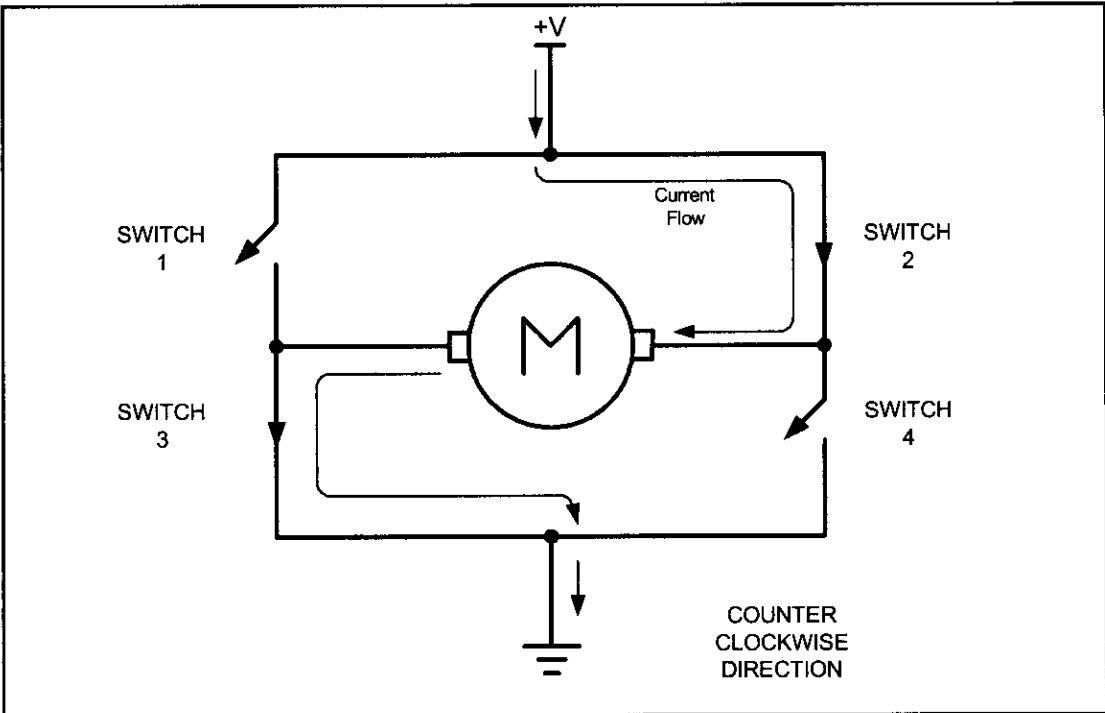 +V
Current
Flow
SWITCH
1
SWITCH
2
M
SWITCH
3
SWITCH
4
COUNTER
CLOCKWISE
DIRECTION